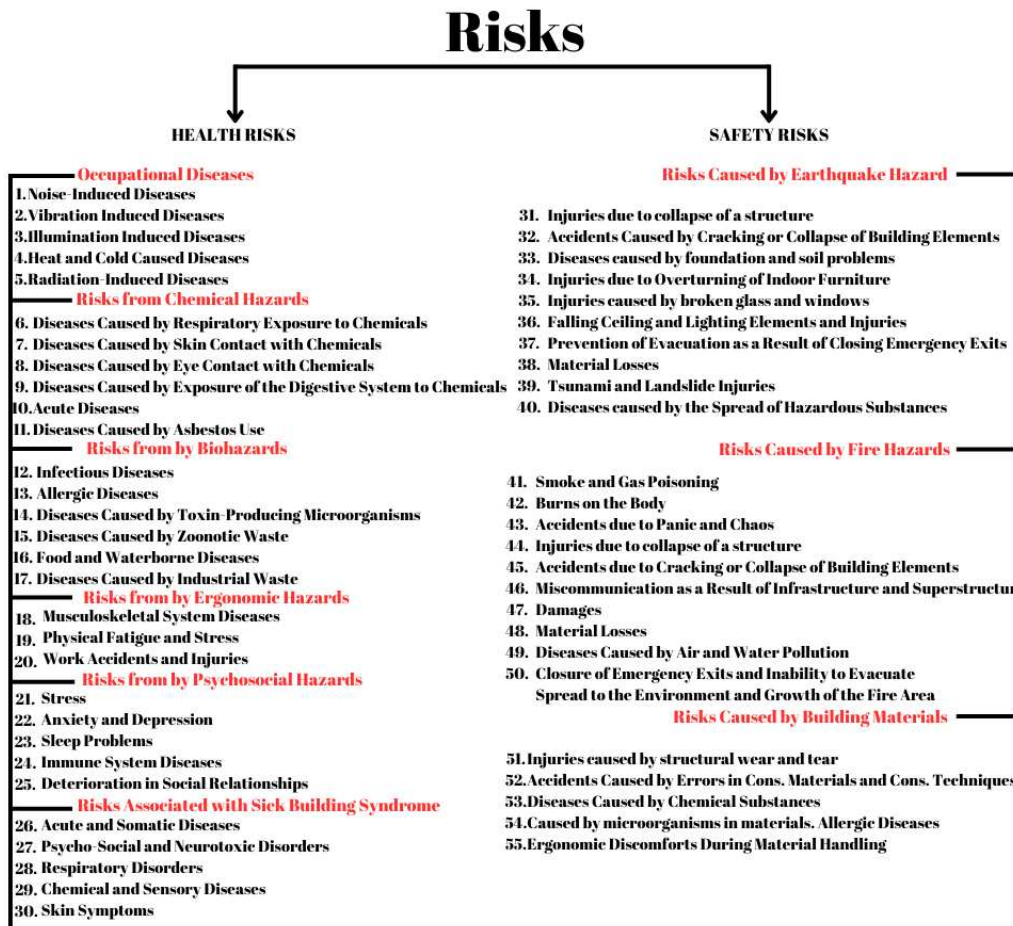 Risks
HEALTH RISKS
Occupational Diseases
1.Noise-Induced Diseases
2.Vibration Induced Diseases
3.Illumination Induced Diseases
4.Heat and Cold Caused Diseases
5.Radiation-Induced Diseases
Risks from Chemical Hazards
6. Diseases Caused by Respiratory Exposure to Chemicals
7. Diseases Caused by Skin Contact with Chemicals
8. Diseases Caused by Eye Contact with Chemicals
9. Diseases Caused by Exposure of the Digestive System to Chemicals
10.Acute Diseases
11. Diseases Caused by Asbestos Use
Risks from by Biohazards
12. Infectious Diseases
13. Allergic Diseases
14. Diseases Caused by Toxin-Producing Microorganisms
15. Diseases Caused by Zoonotic Waste
16. Food and Waterborne Diseases
17. Diseases Caused by Industrial Waste
Risks from by Ergonomic Hazards
18. Musculoskeletal System Diseases
19. Physical Fatigue and Stress
20. Work Accidents and Injuries
Risks from by Psychosocial Hazards
21. Stress
22. Anxiety and Depression
23. Sleep Problems
24. Immune System Diseases
25. Deterioration in Social Relationships
Risks Associated with Sick Building Syndrome
26. Acute and Somatic Diseases
27. Psycho-Social and Neurotoxic Disorders
28. Respiratory Disorders
29. Chemical and Sensory Diseases
30. Skin Symptoms
SAFETY RISKS
Risks Caused by Earthquake Hazard
31. Injuries due to collapse of a structure
32. Accidents Caused by Cracking or Collapse of Building Elements
33. Diseases caused by foundation and soil problems
34. Injuries due to Overturning of Indoor Furniture
35. Injuries caused by broken glass and windows
36. Falling Ceiling and Lighting Elements and Injuries
37. Prevention of Evacuation as a Result of Closing Emergency Exits
38. Material Losses
39. Tsunami and Landslide Injuries
40. Diseases caused by the Spread of Hazardous Substances
Risks Caused by Fire Hazards
41. Smoke and Gas Poisoning
42. Burns on the Body
43. Accidents due to Panic and Chaos
44. Injuries due to collapse of a structure
45. Accidents due to Cracking or Collapse of Building Elements
46. Miscommunication as a Result of Infrastructure and Superstructur
47. Damages
48. Material Losses
49. Diseases Caused by Air and Water Pollution
50. Closure of Emergency Exits and Inability to Evacuate
Spread to the Environment and Growth of the Fire Area
Risks Caused by Building Materials
51.Injuries caused by structural wear and tear
52.Accidents Caused by Errors in Cons. Materials and Cons. Techniques
53.Diseases Caused by Chemical Substances
54.Caused by microorganisms in materials. Allergic Diseases
55.Ergonomic Discomforts During Material Handling